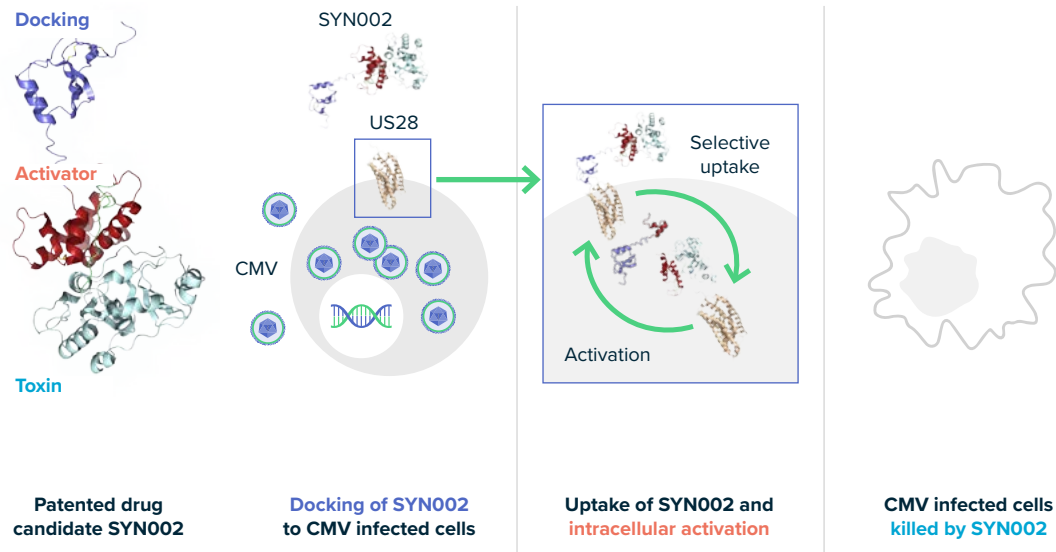 Docking
Activator
Toxin
SYN002
US28
CMV
Selective
uptake
Activation
Patented drug
candidate SYN002
Docking of SYN002
to CMV infected cells
Uptake of SYN002 and
intracellular activation
CMV infected cells
killed by SYN002